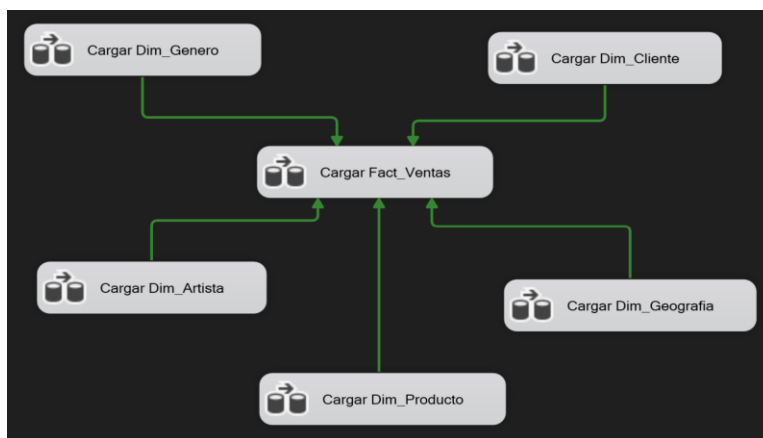 Cargar Dim_Genero
Cargar Dim_Cliente
Cargar Fact_Ventas
Cargar Dim_Artista
Cargar Dim_Geografia
Cargar Dim_Producto